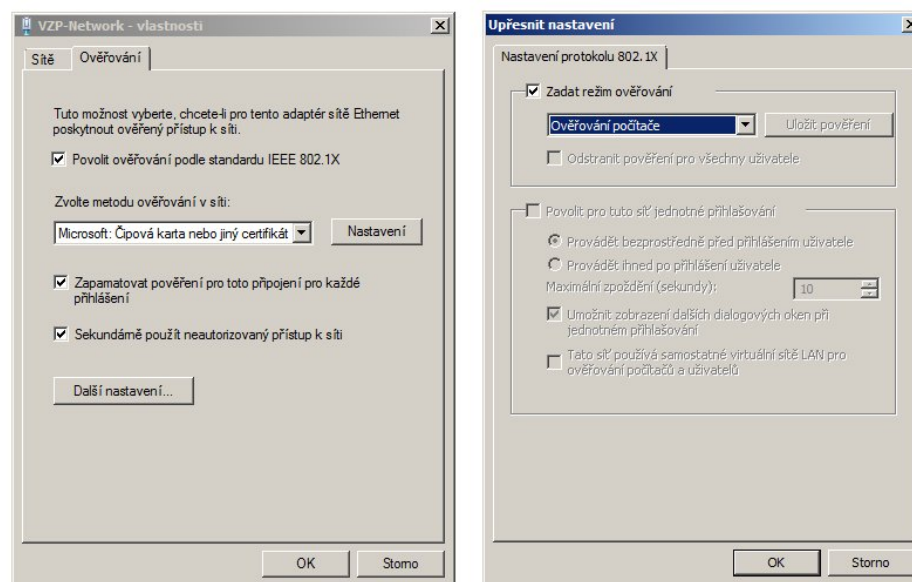 VZP-Network - vlastnosti
Sítě
Ověřování
Tuto možnost vyberte, chcete-li pro tento adaptér sítě Ethernet
poskytnout ověřený přístup k síti.
Povolit ověřování podle standardu IEEE 802.1X
Zvolte metodu ověřování v síti:
Microsoft: Čipová karta nebo jiný certifikát
Nastavení
Zapamatovat pověření pro toto připojení pro každé
přihlášení
Sekundárně použít neautorizovaný přístup k síti
Další nastavení...
OK
Storno
Upřesnit nastavení
Nastavení protokolu 802.1X
Zadat režim ověřování
Ověřování počítače
Uložit pověření
Odstranit pověření pro všechny uživatele
Povolit pro tuto síť jednotné přihlašování
Provádět bezprostředně před přihlášením uživatele
Provádět ihned po přihlášení uživatele
Maximální zpoždění (sekundy):
10
Umožnit zobrazení dalších dialogových oken při
jednotném přihlašování
Tato síť používá samostatné virtuální sítě LAN pro
ověřování počítačů a uživatelů
OK
Storno